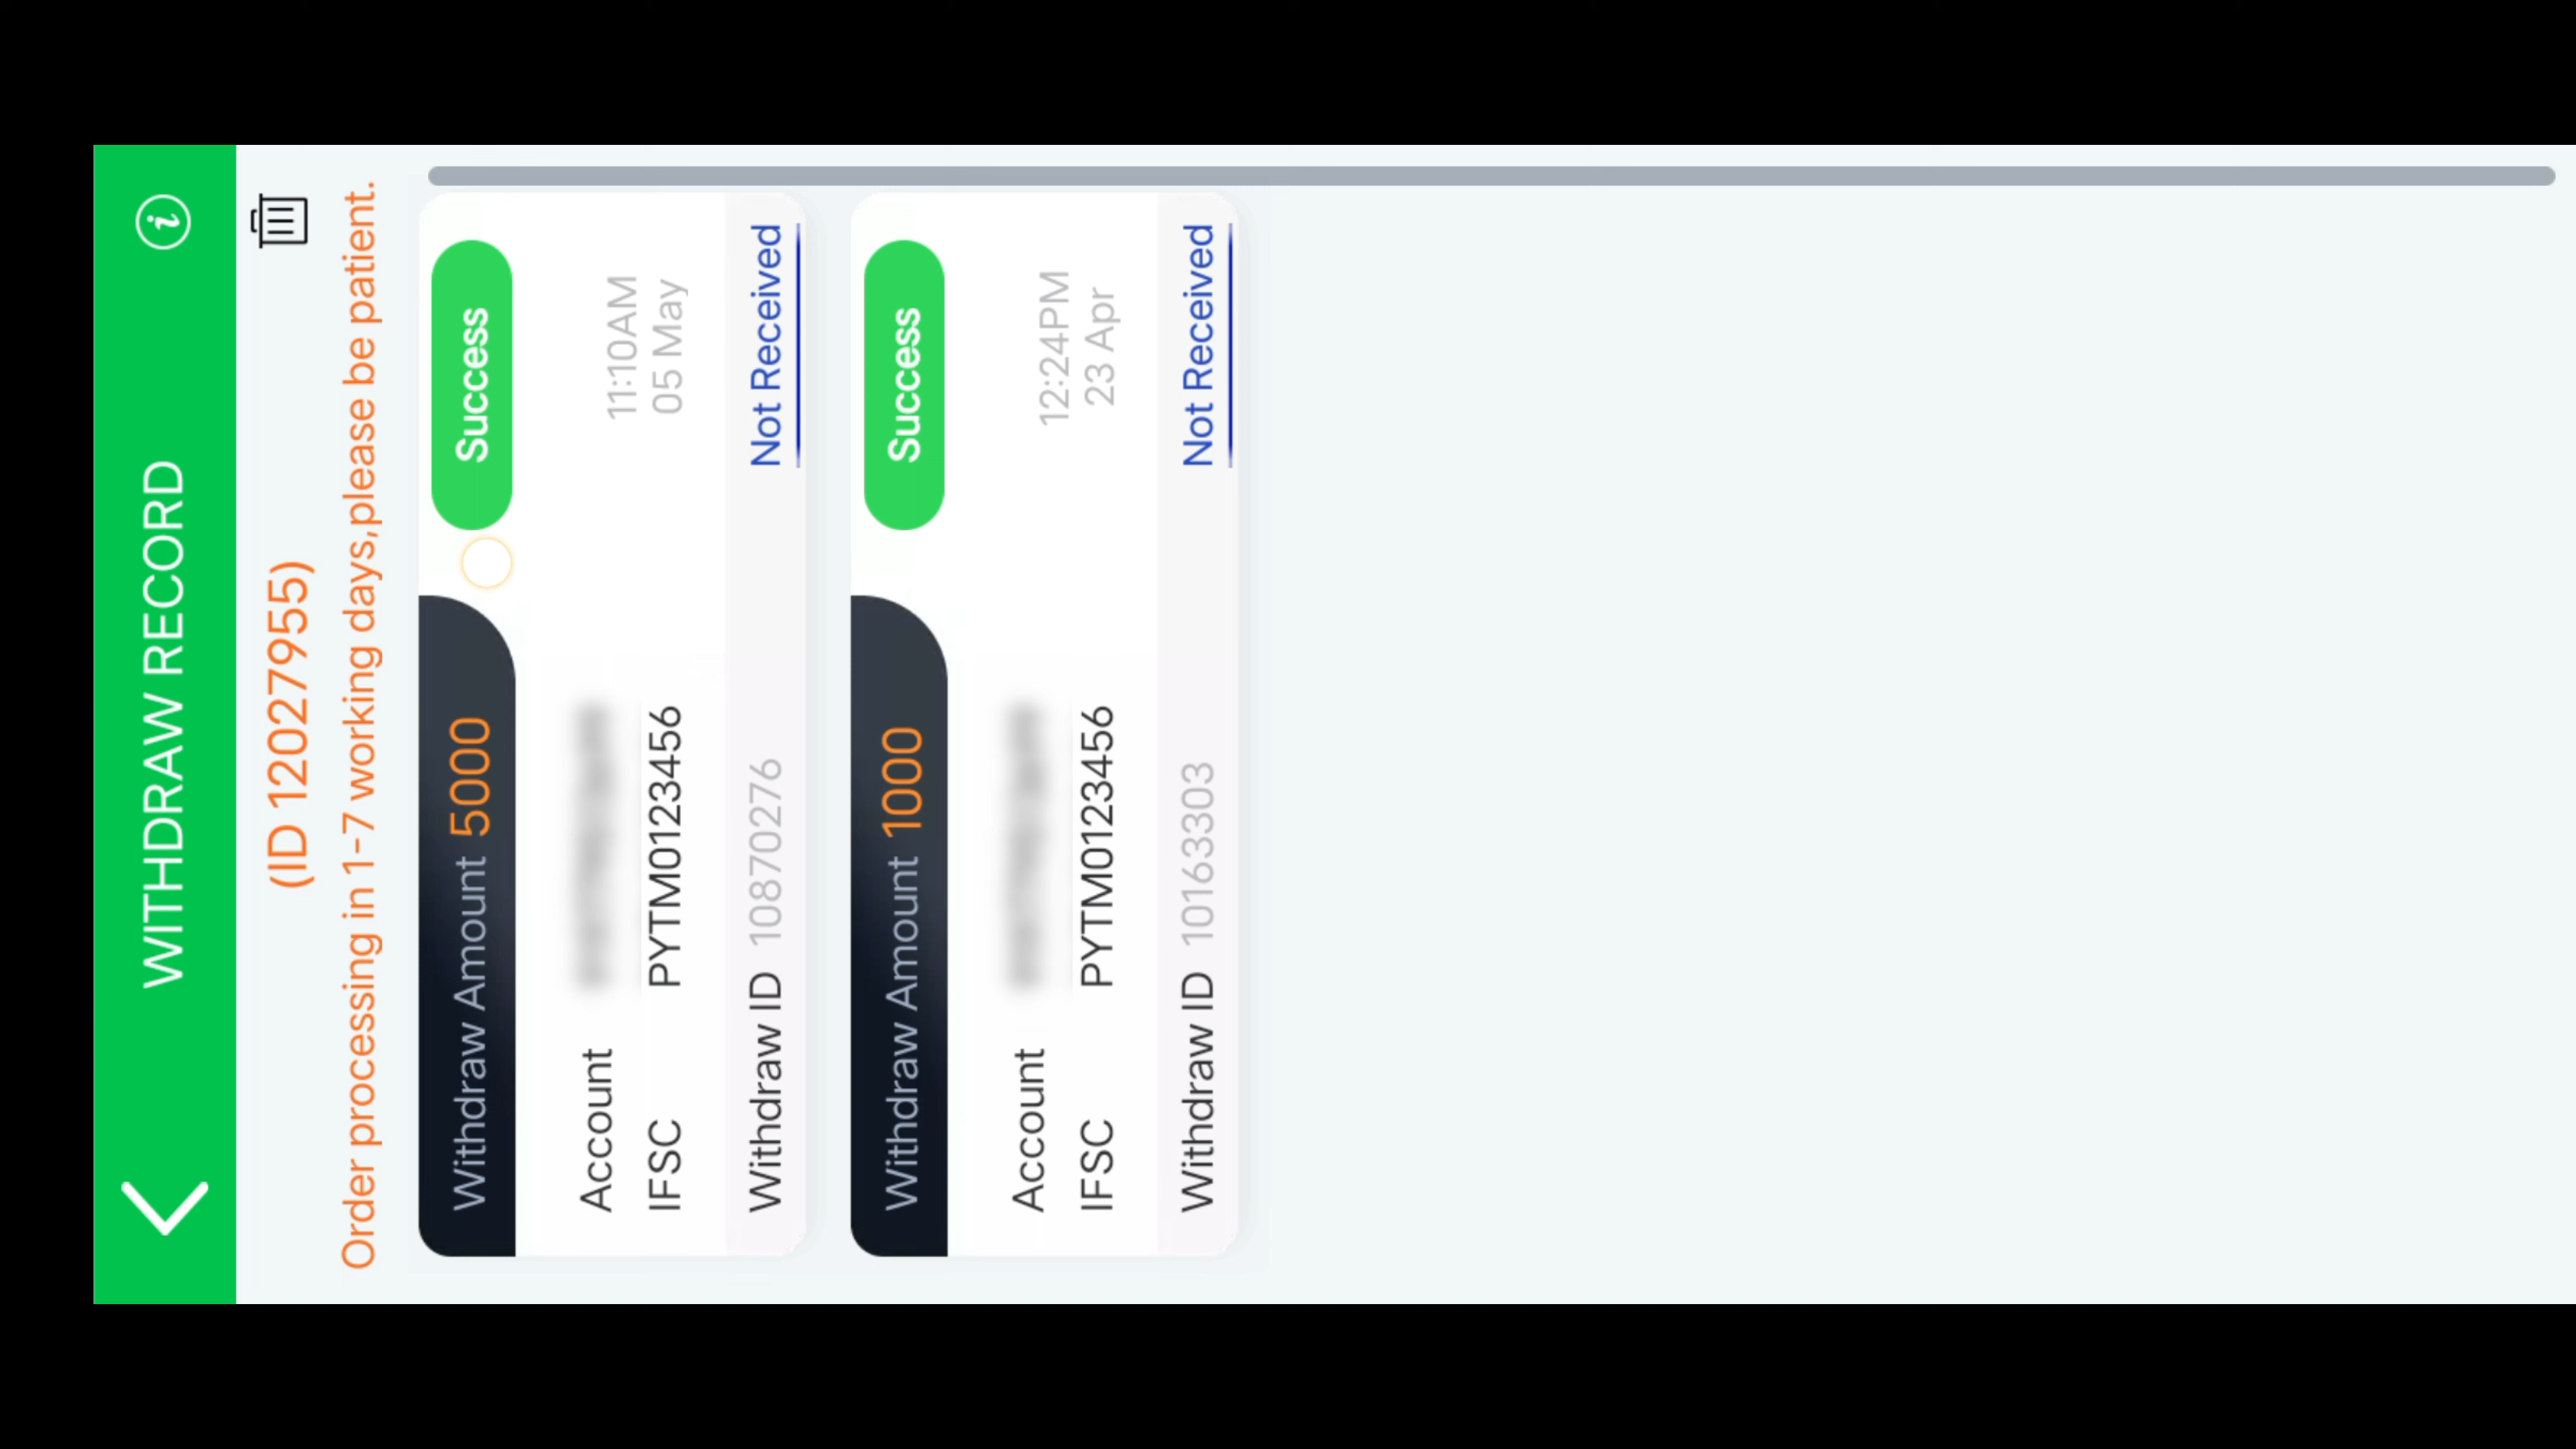 WITHDRAW RECORD
(ID 12027955)
Order processing in 1-7 working days,please be patient.
Withdraw Amount 5000 Success
Account
11:10AM
IFSC PYTM0123456 05 May
Withdraw ID 10870276 Not Received
Withdraw Amount 1000 Success
Account
12:24PM
IFSC PYTM0123456 23 Apr
Withdraw ID 10163303 Not Received